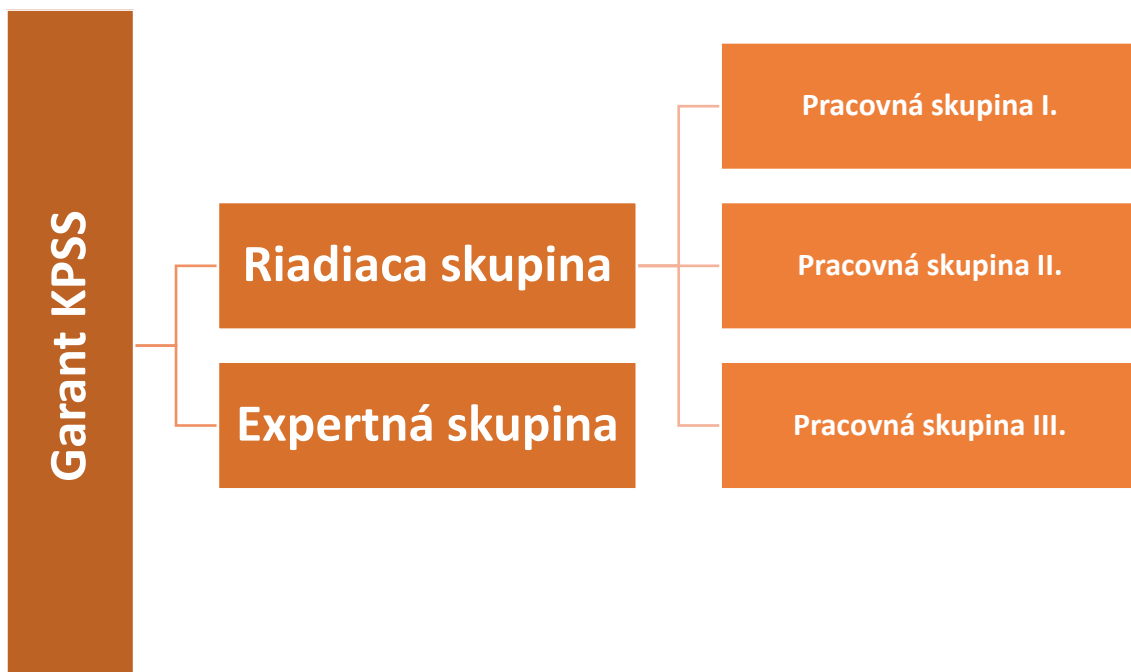 Garant KPSS
Riadiaca skupina
Expertná skupina
Pracovná skupina I.
Pracovná skupina II.
Pracovná skupina III.